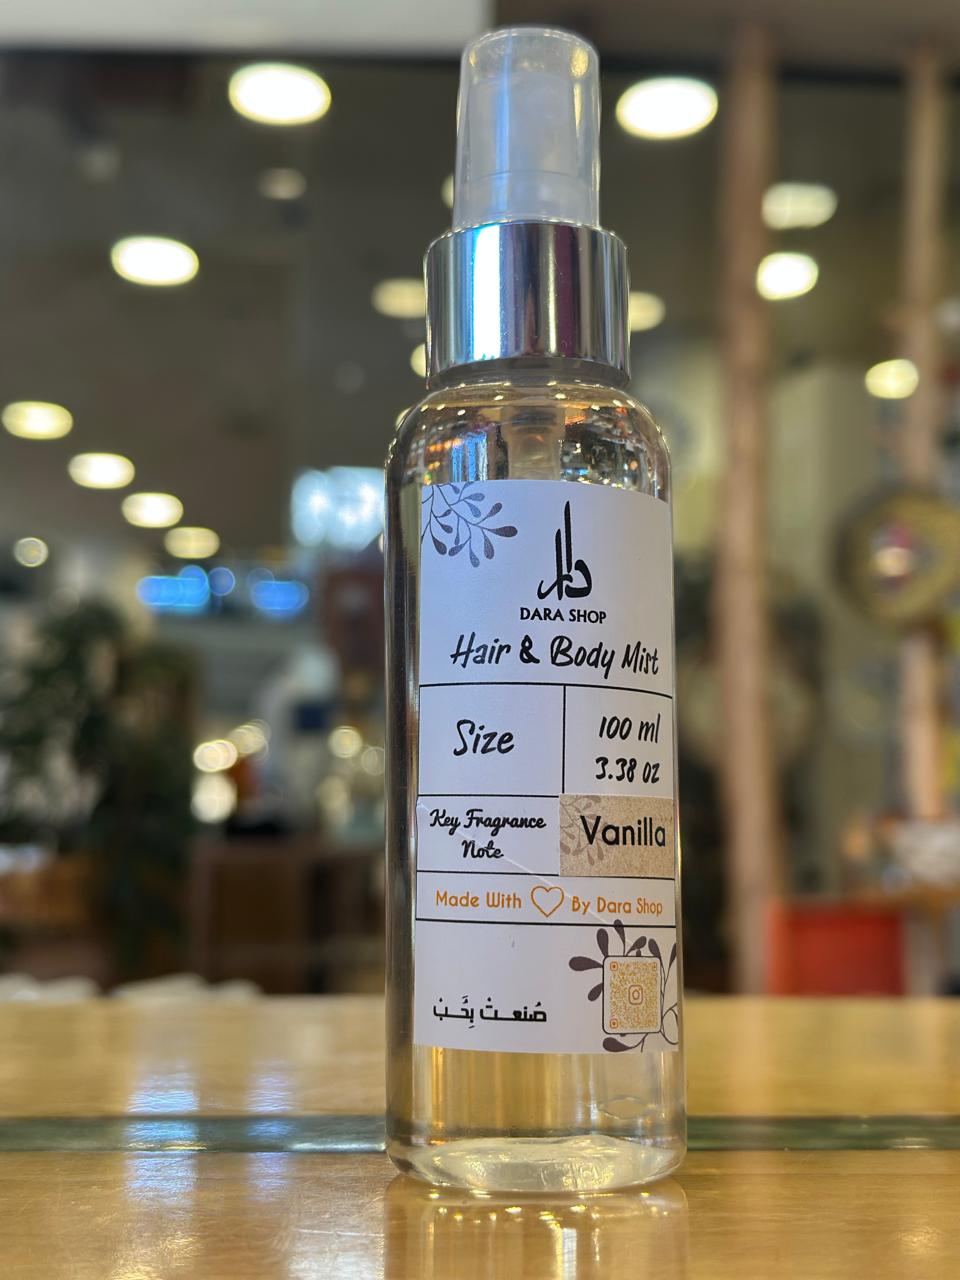 دارا
DARA SHOP
Hair & Body Mist
Size
100 ml
3.38 oz
Key Fragrance
Note
Vanilla
Made With By Dara Shop
صُنعتْ بِحُبْ